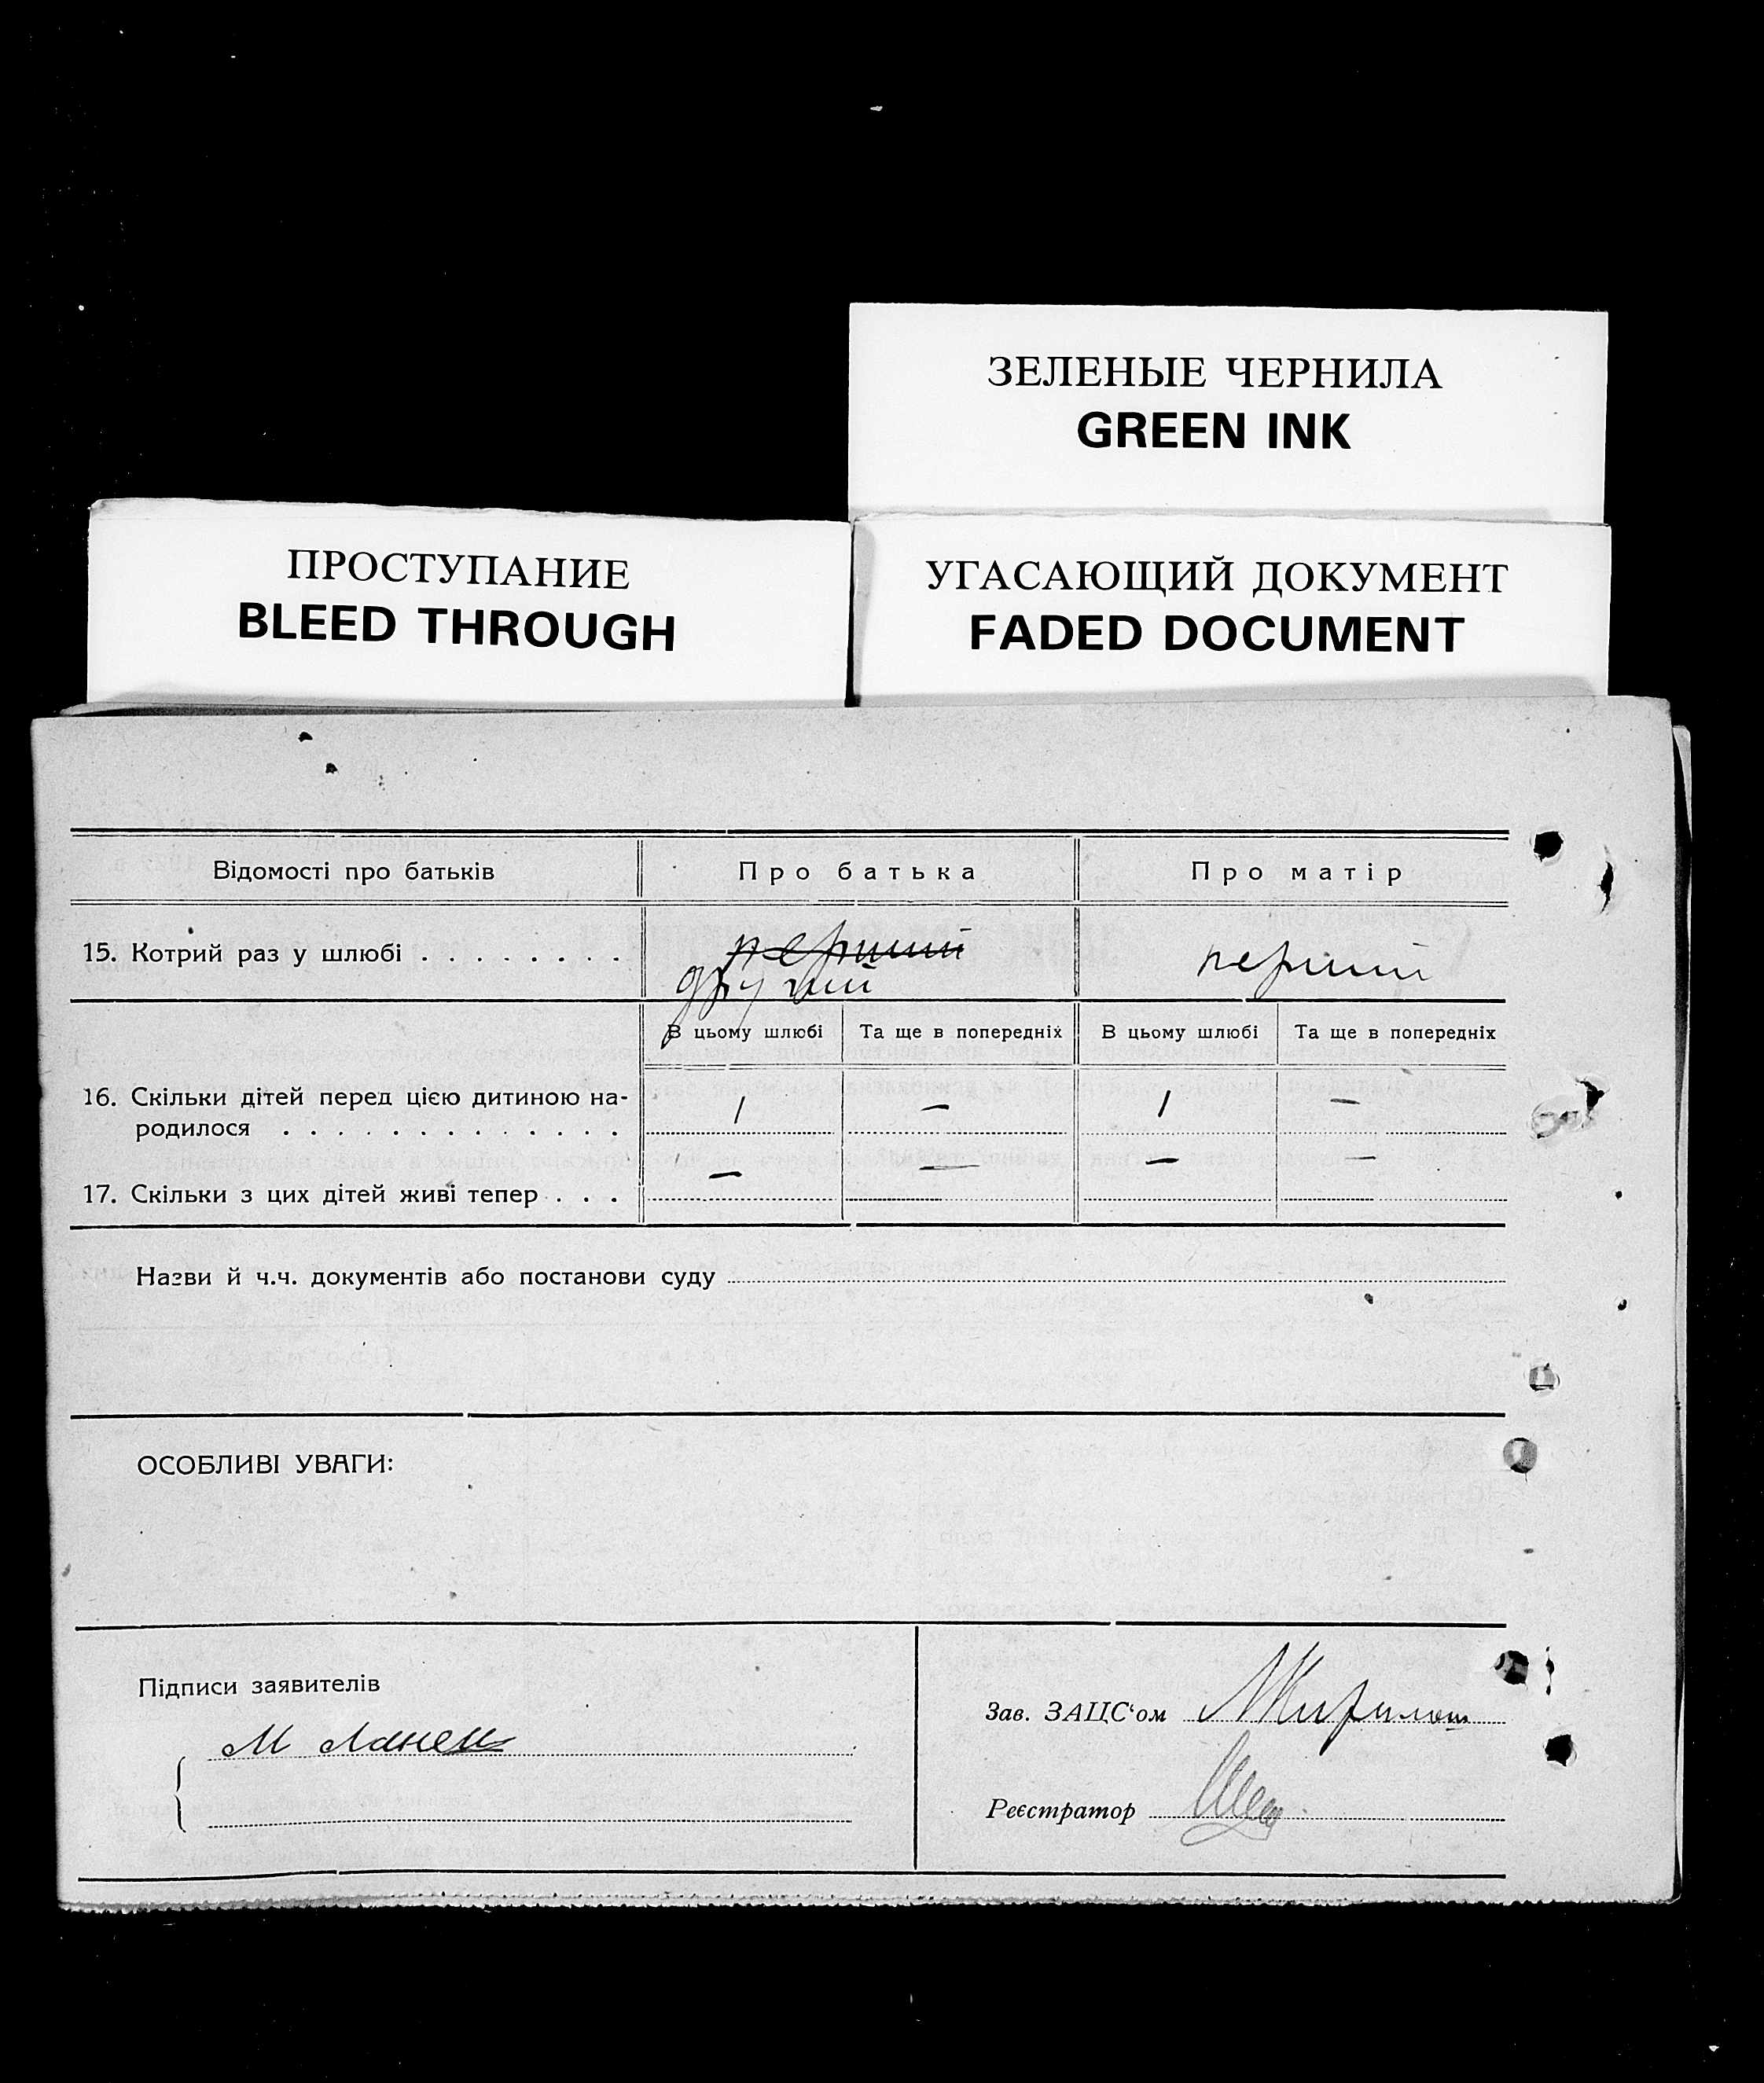 ЗЕЛЕНЫЕ ЧЕРНИЛА
GREEN INK
ПРОСТУПАНИЕ
BLEED THROUGH
УГАСАЮЩИЙ ДОКУМЕНТ
FADED DOCUMENT
Відомості про батьків Про батька Про матір
15. Котрий раз у шлюбі . . . . . . . . перший перший
другий
В цьому шлюбі Та ще в попередніх В цьому шлюбі Та ще в попередніх
16. Скільки дітей перед цією дитиною на-
родилося . . . . . . . . . . . . . 1 — 1 —
17. Скільки з цих дітей живі тепер . . . — — — —
Назви й ч.ч. документів або постанови суду
ОСОБЛИВІ УВАГИ:
Підписи заявителів
М
Зав. ЗАЦС‘ом
Реєстратор